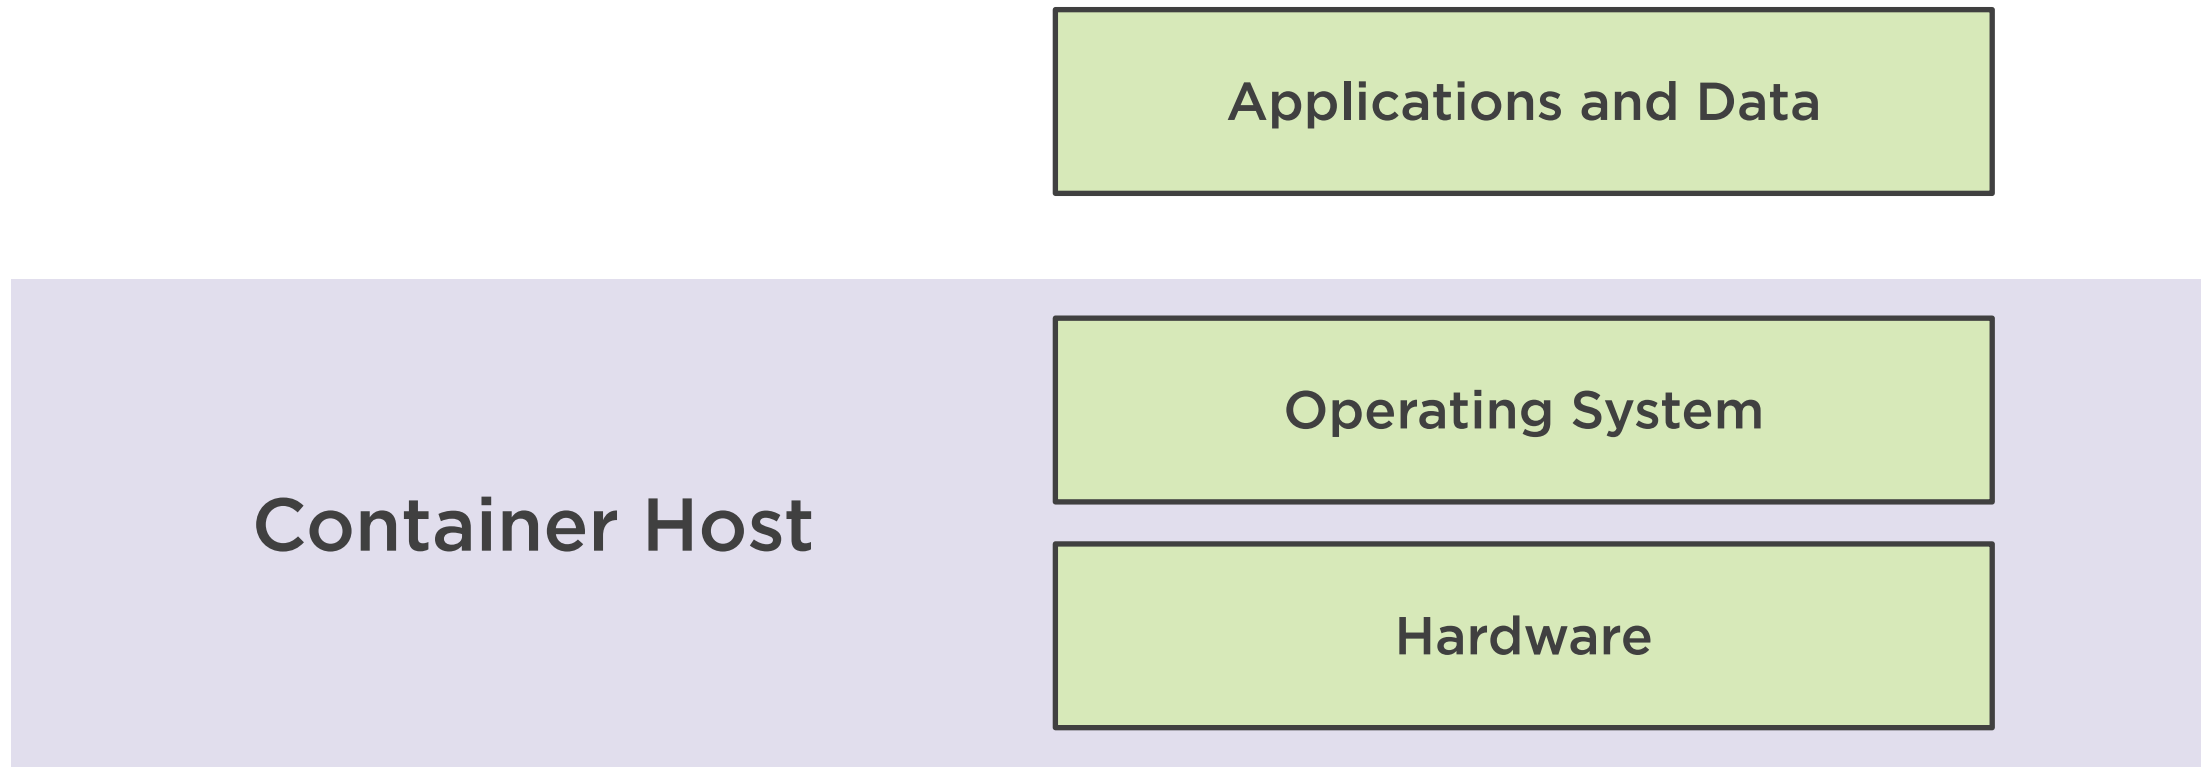 Applications and Data
Operating System
Container Host
Hardware